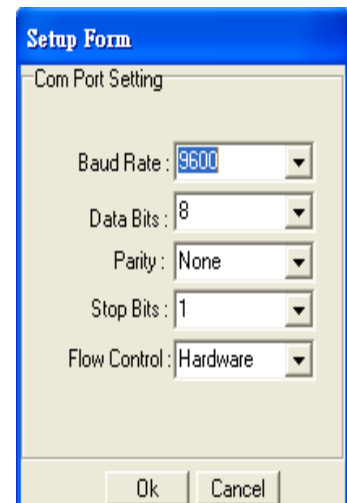 Setup Form
Com Port Setting
Baud Rate : 9600
Data Bits : 8
Parity : None
Stop Bits : 1
Flow Control : Hardware
Ok Cancel